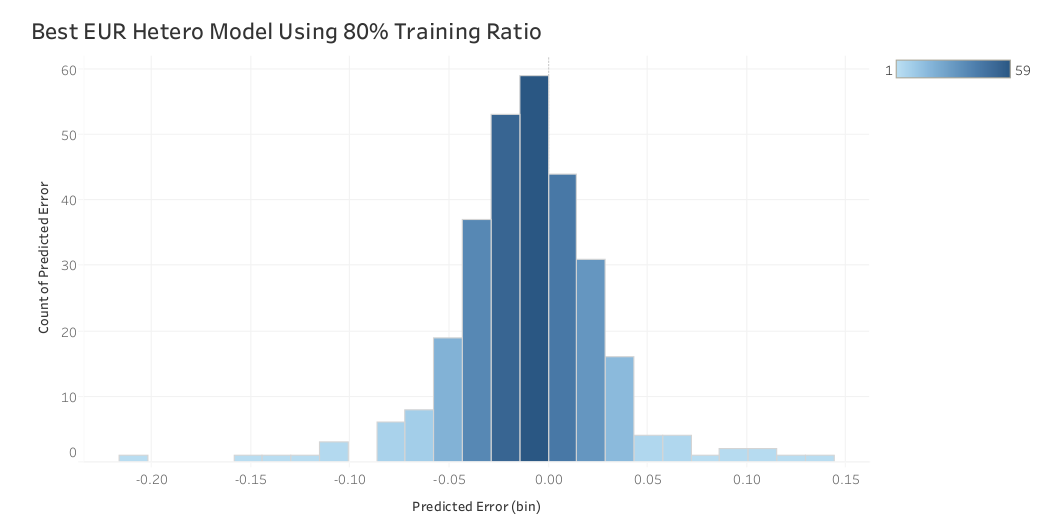 Best EUR Hetero Model Using 80% Training Ratio
1 59
60
50
40
30
20
10
0
Count of Predicted Error
-0.20 -0.15 -0.10 -0.05 0.00 0.05 0.10 0.15
Predicted Error (bin)